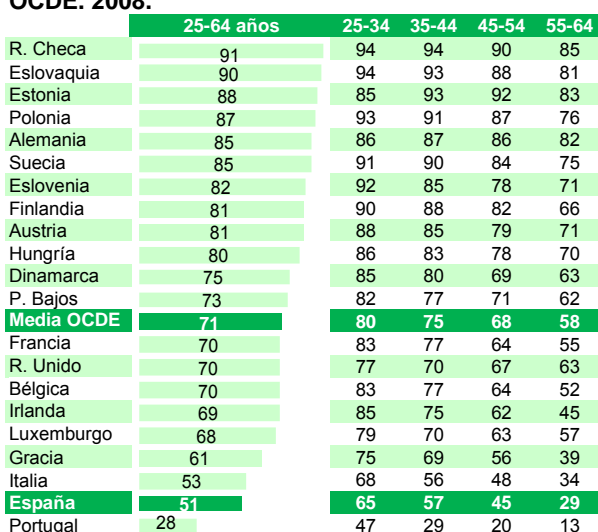 OCDE. 2008.
25-64 años 25-34 35-44 45-54 55-64
R. Checa 91 94 94 90 85
Eslovaquia 90 94 93 88 81
Estonia 88 85 93 92 83
Polonia 87 93 91 87 76
Alemania 85 86 87 86 82
Suecia 85 91 90 84 75
Eslovenia 82 92 85 78 71
Finlandia 81 90 88 82 66
Austria 81 88 85 79 71
Hungría 80 86 83 78 70
Dinamarca 75 85 80 69 63
P. Bajos 73 82 77 71 62
Media OCDE 71 80 75 68 58
Francia 70 83 77 64 55
R. Unido 70 77 70 67 63
Bélgica 70 83 77 64 52
Irlanda 69 85 75 62 45
Luxemburgo 68 79 70 63 57
Gracia 61 75 69 56 39
Italia 53 68 56 48 34
España 51 65 57 45 29
Portugal 28 47 29 20 13